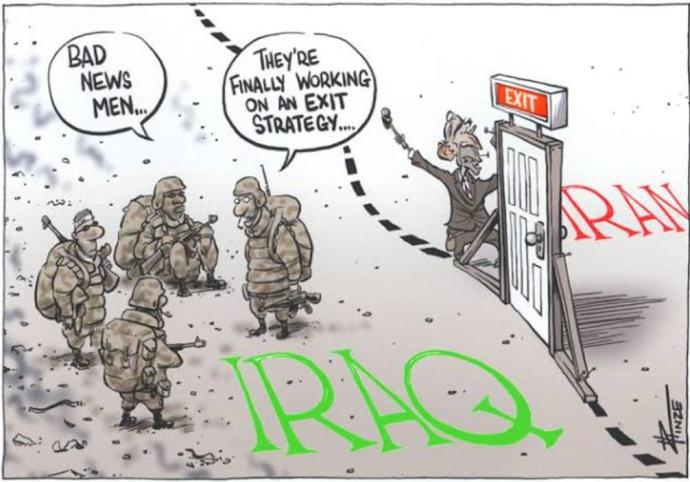 BAD
NEWS
MEN...
THEY'RE
FINALLY WORKING
ON AN EXIT
STRATEGY....
EXIT
IRAN
IRAQ
HINZE